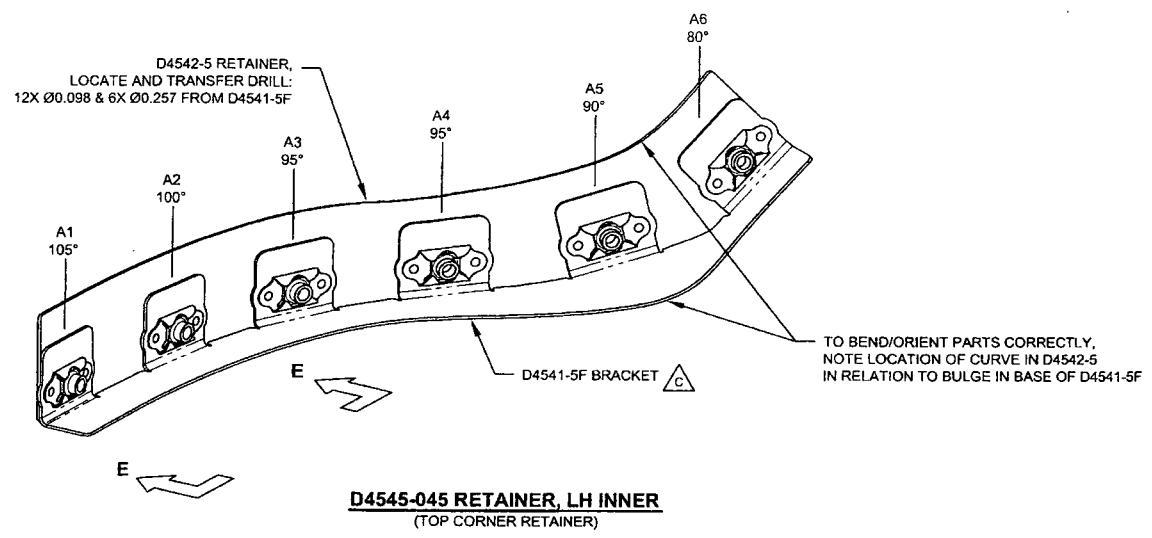 A6
80°
D4542-5 RETAINER,
LOCATE AND TRANSFER DRILL:
12X Ø0.098 & 6X Ø0.257 FROM D4541-5F
A5
90°
A4
95°
A3
95°
A2
100°
A1
105°
TO BEND/ORIENT PARTS CORRECTLY,
NOTE LOCATION OF CURVE IN D4542-5
IN RELATION TO BULGE IN BASE OF D4541-5F
E
D4541-5F BRACKET
C
E
D4545-045 RETAINER, LH INNER
(TOP CORNER RETAINER)